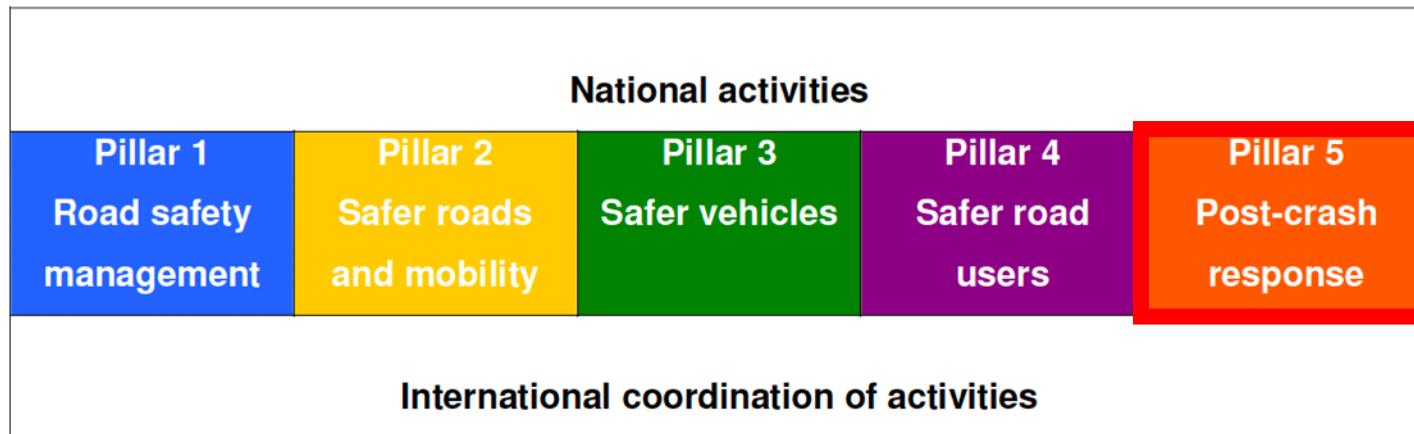 National activities
Pillar 1
Road safety
management
Pillar 2
Safer roads
and mobility
Pillar 3
Safer vehicles
Pillar 4
Safer road
users
Pillar 5
Post-crash
response
International coordination of activities